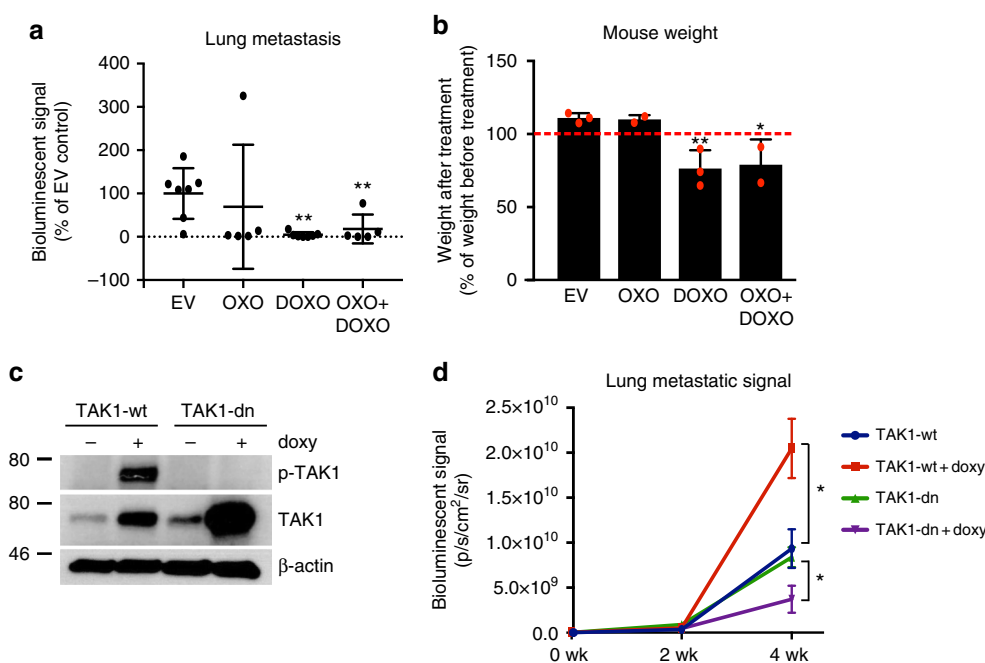 a
Lung metastasis
Bioluminescent signal
(% of EV control)
400
300
200
100
0
−100
**
**
EV
OXO
DOXO
OXO+
DOXO
b
Mouse weight
Weight after treatment
(% of weight before treatment)
150
100
50
0
**
*
EV
OXO
DOXO
OXO+
DOXO
c
TAK1-wt
TAK1-dn
– + – + doxy
80
p-TAK1
80
TAK1
46
β-actin
d
Lung metastatic signal
Bioluminescent signal
(p/s/cm²/sr)
2.5×10¹⁰
2.0×10¹⁰
1.5×10¹⁰
1.0×10¹⁰
5.0×10⁹
0.0
0 wk
2 wk
4 wk
*
*
TAK1-wt
TAK1-wt + doxy
TAK1-dn
TAK1-dn + doxy